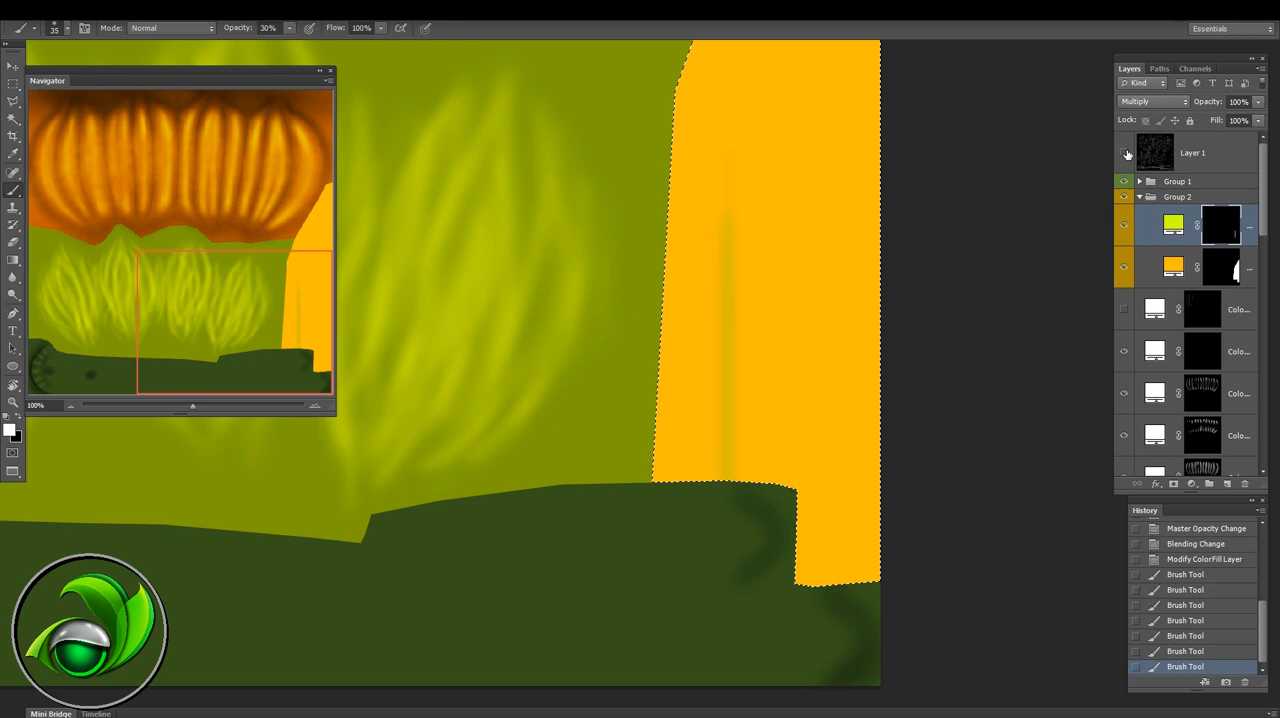 35 Mode: Normal Opacity: 30% Flow: 100% Essentials
Navigator
100%
Layers Paths Channels
Kind
Multiply Opacity: 100%
Lock: Fill: 100%
Layer 1
Group 1
Group 2
...
...
Colo...
Colo...
Colo...
Colo...
History
Master Opacity Change
Blending Change
Modify ColorFill Layer
Brush Tool
Brush Tool
Brush Tool
Brush Tool
Brush Tool
Brush Tool
Brush Tool
Mini Bridge Timeline